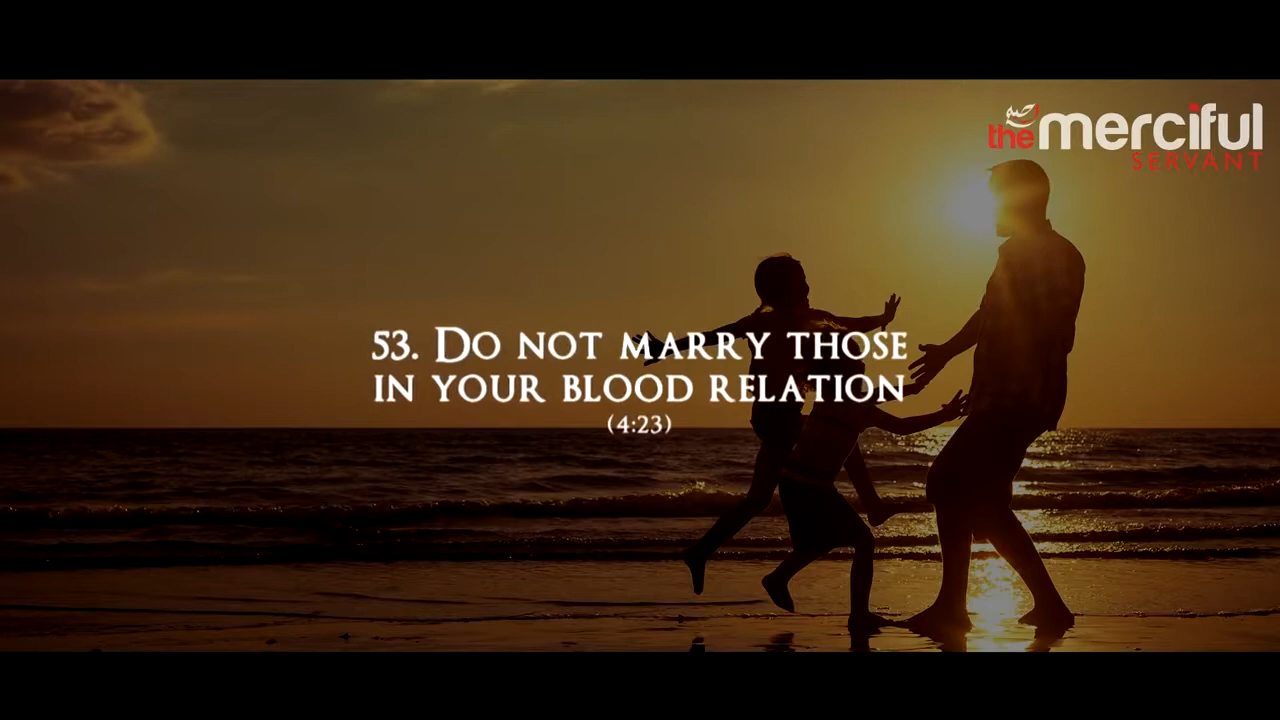 the merciful
SERVANT
53. DO NOT MARRY THOSE
IN YOUR BLOOD RELATION
(4:23)